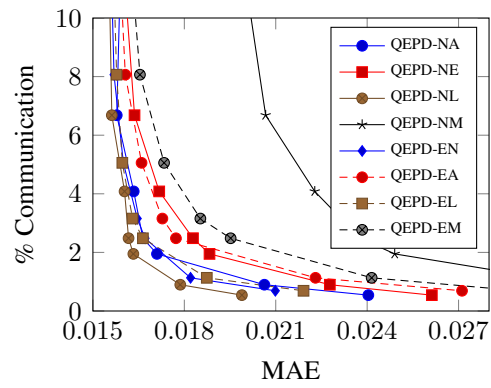 10
8
6
4
2
0
% Communication
0.015
0.018
0.021
0.024
0.027
MAE
QEPD-NA
QEPD-NE
QEPD-NL
QEPD-NM
QEPD-EN
QEPD-EA
QEPD-EL
QEPD-EM